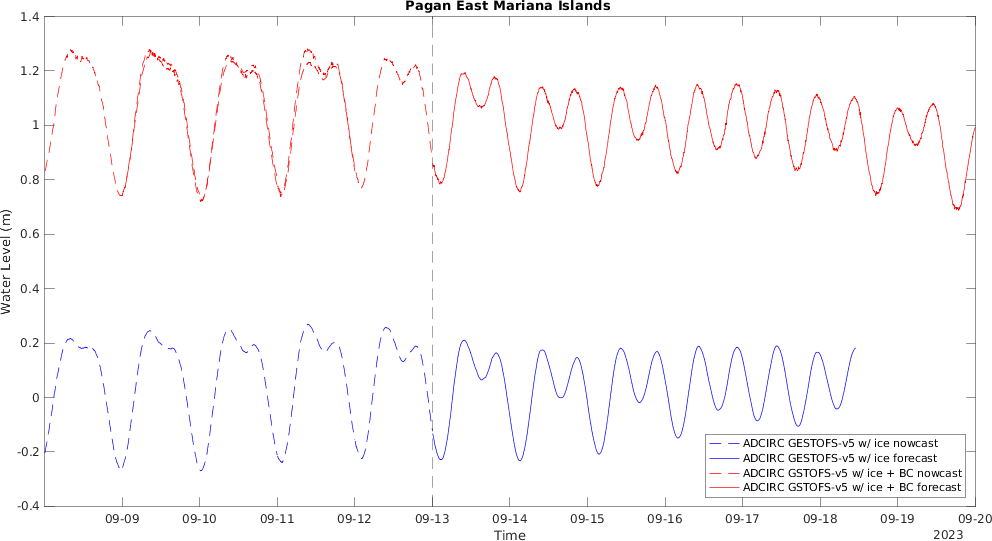 Pagan East Mariana Islands
1.4
1.2
1
0.8
0.6
0.4
0.2
0
-0.2
-0.4
Water Level (m)
ADCIRC GESTOFS-v5 w/ ice nowcast
ADCIRC GESTOFS-v5 w/ ice forecast
ADCIRC GSTOFS-v5 w/ ice + BC nowcast
ADCIRC GSTOFS-v5 w/ ice + BC forecast
09-09 09-10 09-11 09-12 09-13 09-14 09-15 09-16 09-17 09-18 09-19 09-20
Time
2023